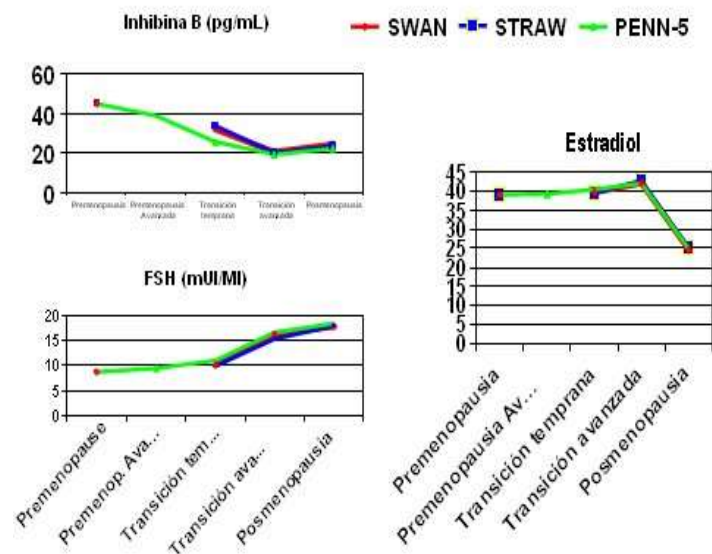 Inhibina B (pg/mL)
SWAN STRAW PENN-5
60
40
20
0
Premenopausia
Premenopausia Avanzada
Transición temprana
Transición avanzada
Posmenopausia
FSH (mUI/Ml)
20
15
10
5
0
Premenopause
Premenop. Ava...
Transición tem...
Transición ava...
Posmenopausia
Estradiol
45
40
35
30
25
20
15
10
5
0
Premenopausia
Premenopausia Av...
Transición temprana
Transición avanzada
Posmenopausia